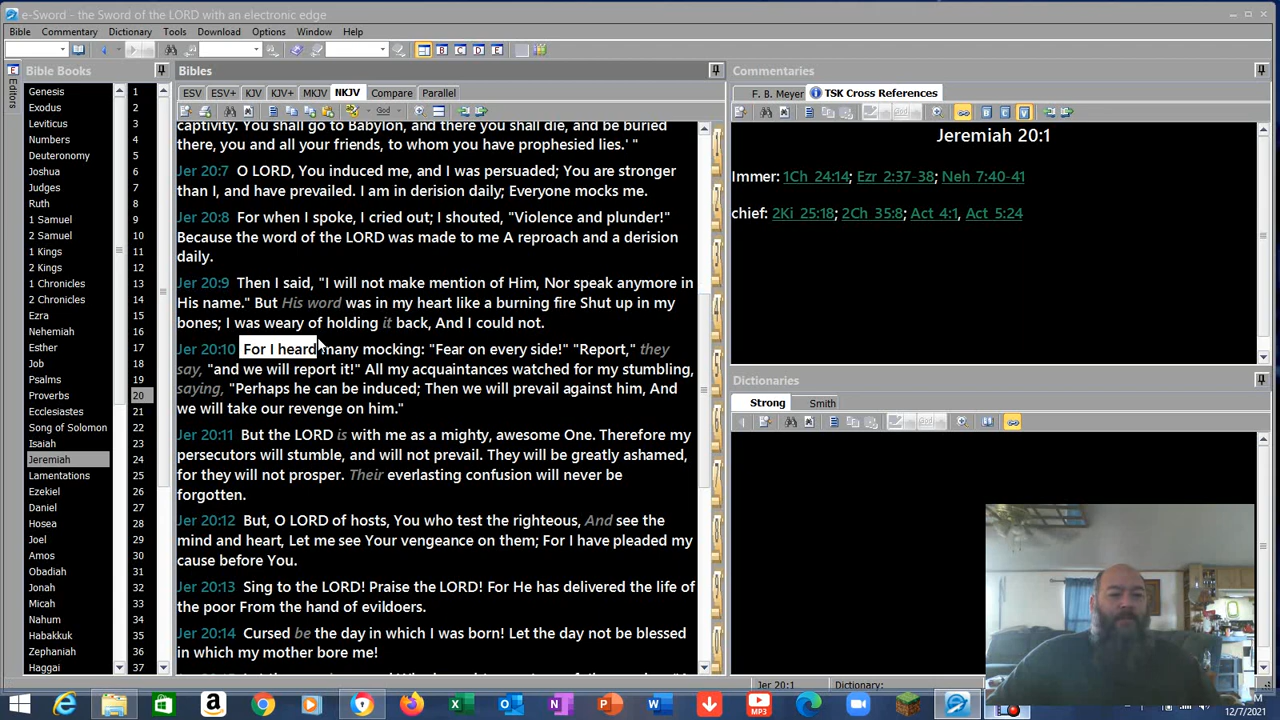 e-Sword - the Sword of the LORD with an electronic edge
Bible Commentary Dictionary Tools Download Options Window Help
B C D E
Editors
Bible Books
Genesis 1
Exodus 2
Leviticus 3
Numbers 4
Deuteronomy 5
Joshua 6
Judges 7
Ruth 8
1 Samuel 9
2 Samuel 10
1 Kings 11
2 Kings 12
1 Chronicles 13
2 Chronicles 14
Ezra 15
Nehemiah 16
Esther 17
Job 18
Psalms 19
Proverbs 20
Ecclesiastes 21
Song of Solomon 22
Isaiah 23
Jeremiah 24
Lamentations 25
Ezekiel 26
Daniel 27
Hosea 28
Joel 29
Amos 30
Obadiah 31
Jonah 32
Micah 33
Nahum 34
Habakkuk 35
Zephaniah 36
Haggai 37
Bibles
ESV ESV+ KJV KJV+ MKJV NKJV Compare Parallel
God
captivity. You shall go to Babylon, and there you shall die, and be buried
there, you and all your friends, to whom you have prophesied lies.' "
Jer 20:7 O LORD, You induced me, and I was persuaded; You are stronger
than I, and have prevailed. I am in derision daily; Everyone mocks me.
Jer 20:8 For when I spoke, I cried out; I shouted, "Violence and plunder!"
Because the word of the LORD was made to me A reproach and a derision
daily.
Jer 20:9 Then I said, "I will not make mention of Him, Nor speak anymore in
His name." But His word was in my heart like a burning fire Shut up in my
bones; I was weary of holding it back, And I could not.
Jer 20:10 For I heard many mocking: "Fear on every side!" "Report," they
say, "and we will report it!" All my acquaintances watched for my stumbling,
saying, "Perhaps he can be induced; Then we will prevail against him, And
we will take our revenge on him."
Jer 20:11 But the LORD is with me as a mighty, awesome One. Therefore my
persecutors will stumble, and will not prevail. They will be greatly ashamed,
for they will not prosper. Their everlasting confusion will never be
forgotten.
Jer 20:12 But, O LORD of hosts, You who test the righteous, And see the
mind and heart, Let me see Your vengeance on them; For I have pleaded my
cause before You.
Jer 20:13 Sing to the LORD! Praise the LORD! For He has delivered the life of
the poor From the hand of evildoers.
Jer 20:14 Cursed be the day in which I was born! Let the day not be blessed
in which my mother bore me!
1
2
3
4
5
6
7
8
9
Commentaries
F. B. Meyer TSK Cross References
God B C V
Jeremiah 20:1
Immer: 1Ch 24:14; Ezr 2:37-38; Neh 7:40-41
chief: 2Ki 25:18; 2Ch 35:8; Act 4:1, Act 5:24
Dictionaries
Strong Smith
God
Jer 20:1 Dictionary:
MP3
M
12/7/2021